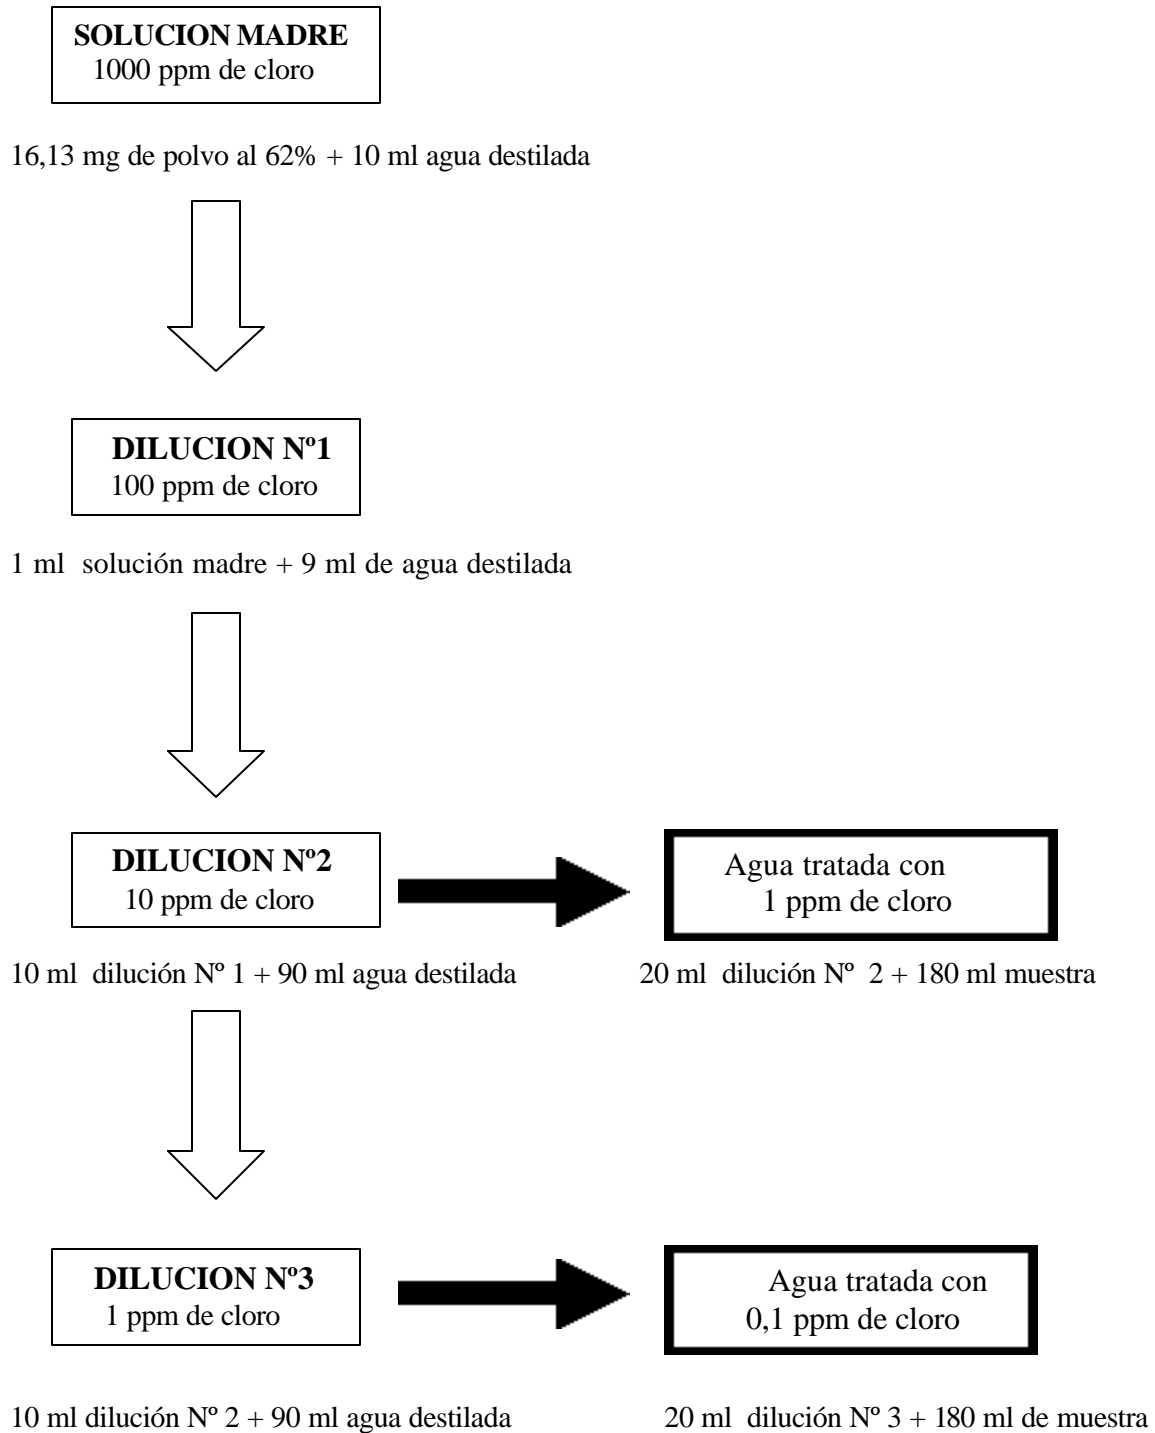 SOLUCION MADRE
1000 ppm de cloro
16,13 mg de polvo al 62% + 10 ml agua destilada
DILUCION Nº1
100 ppm de cloro
1 ml solución madre + 9 ml de agua destilada
DILUCION Nº2
10 ppm de cloro
Agua tratada con
1 ppm de cloro
10 ml dilución Nº 1 + 90 ml agua destilada
20 ml dilución Nº 2 + 180 ml muestra
DILUCION Nº3
1 ppm de cloro
Agua tratada con
0,1 ppm de cloro
10 ml dilución Nº 2 + 90 ml agua destilada
20 ml dilución Nº 3 + 180 ml de muestra